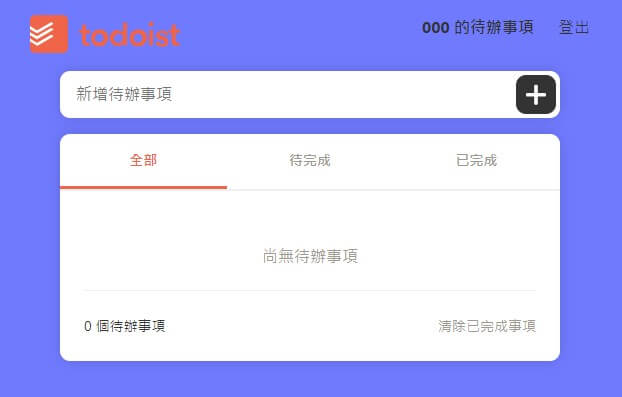 todoist
000 的待辦事項 登出
新增待辦事項
全部 待完成 已完成
尚無待辦事項
0 個待辦事項 清除已完成事項